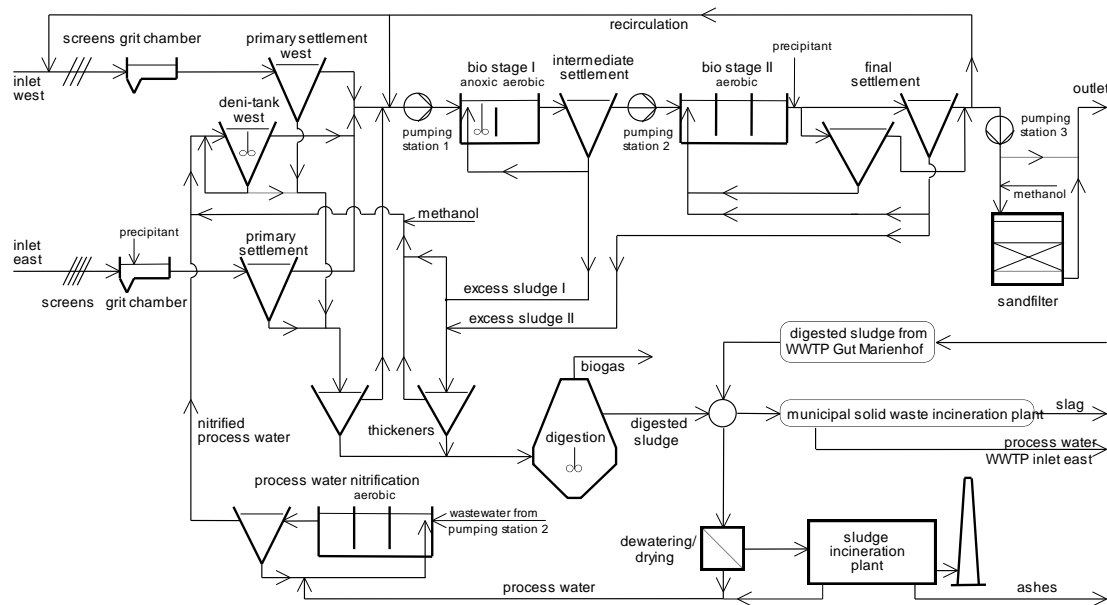 recirculation
screens grit chamber
primary settlement
west
inlet
west
deni-tank
west
bio stage I
anoxic aerobic
intermediate
settlement
bio stage II
aerobic
precipitant
final
settlement
outlet
pumping
station 1
pumping
station 2
pumping
station 3
methanol
methanol
inlet
east
precipitant
primary
settlement
screens
grit chamber
sandfilter
excess sludge I
excess sludge II
digested sludge from
WWTP Gut Marienhof
biogas
nitrified
process water
thickeners
digestion
digested
sludge
municipal solid waste incineration plant
slag
process water
WWTP inlet east
process water nitrification
aerobic
wastewater from
pumping station 2
dewatering/
drying
sludge
incineration
plant
process water
ashes